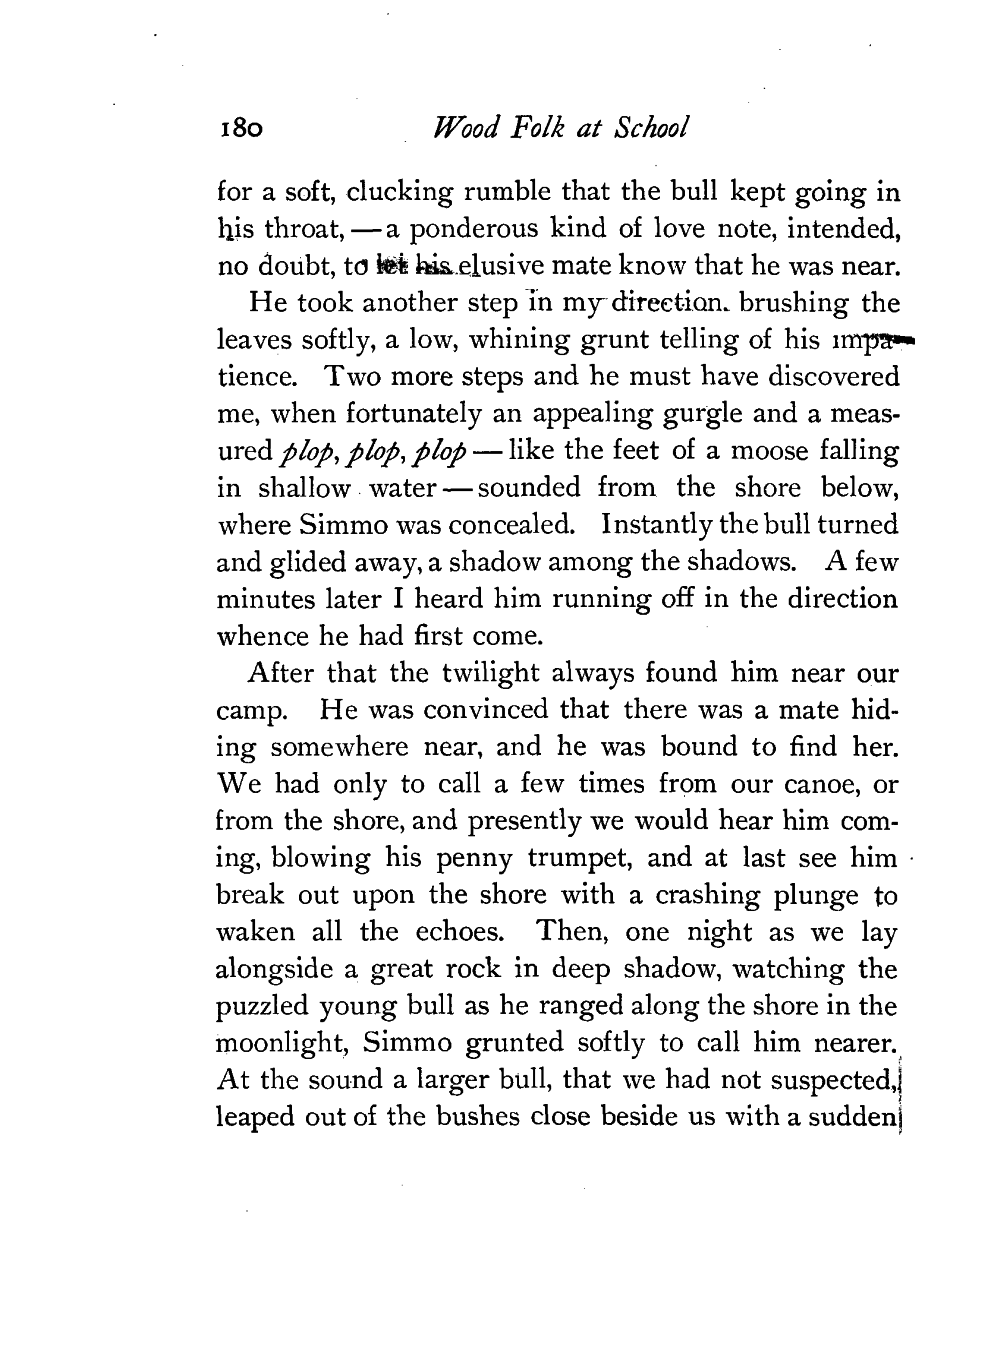 180 Wood Folk at School
for a soft, clucking rumble that the bull kept going in
his throat, — a ponderous kind of love note, intended,
no doubt, to let his elusive mate know that he was near.
He took another step in my direction, brushing the
leaves softly, a low, whining grunt telling of his impa-
tience. Two more steps and he must have discovered
me, when fortunately an appealing gurgle and a meas-
ured plop, plop, plop — like the feet of a moose falling
in shallow water — sounded from the shore below,
where Simmo was concealed. Instantly the bull turned
and glided away, a shadow among the shadows. A few
minutes later I heard him running off in the direction
whence he had first come.
After that the twilight always found him near our
camp. He was convinced that there was a mate hid-
ing somewhere near, and he was bound to find her.
We had only to call a few times from our canoe, or
from the shore, and presently we would hear him com-
ing, blowing his penny trumpet, and at last see him
break out upon the shore with a crashing plunge to
waken all the echoes. Then, one night as we lay
alongside a great rock in deep shadow, watching the
puzzled young bull as he ranged along the shore in the
moonlight, Simmo grunted softly to call him nearer.
At the sound a larger bull, that we had not suspected,
leaped out of the bushes close beside us with a sudden